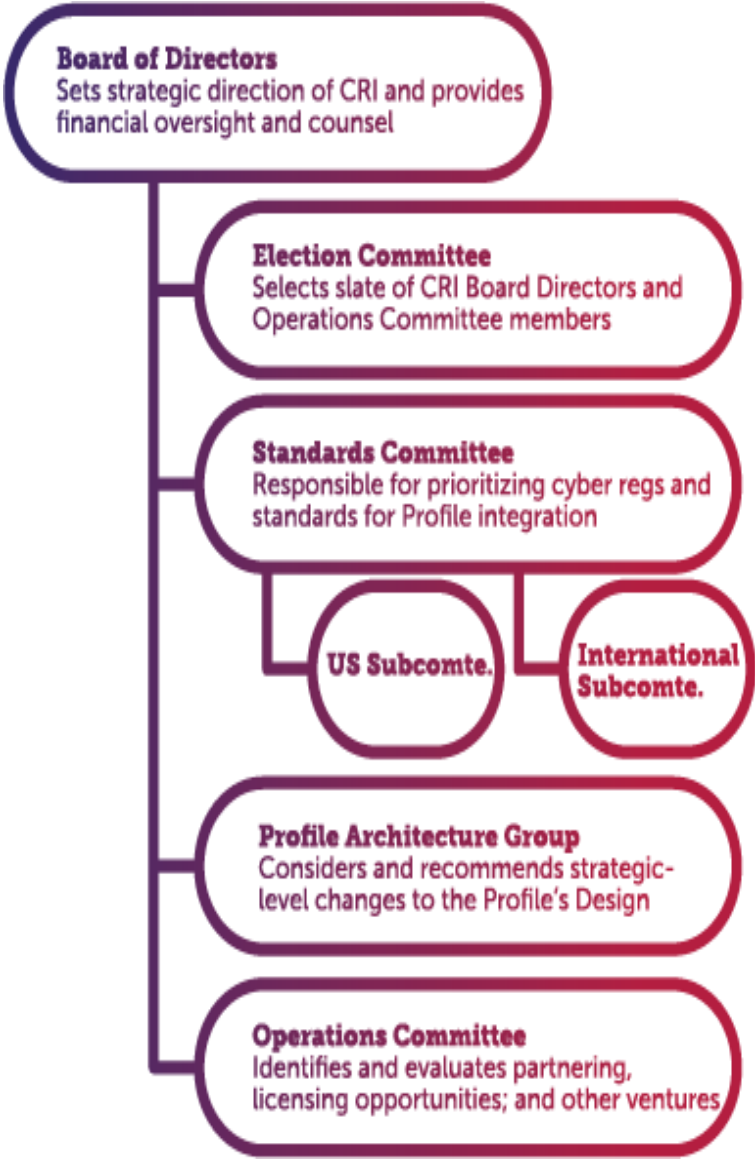 Board of Directors
Sets strategic direction of CRI and provides
financial oversight and counsel
Election Committee
Selects slate of CRI Board Directors and
Operations Committee members
Standards Committee
Responsible for prioritizing cyber regs and
standards for Profile integration
US Subcomte.
International
Subcomte.
Profile Architecture Group
Considers and recommends strategic-
level changes to the Profile’s Design
Operations Committee
Identifies and evaluates partnering,
licensing opportunities; and other ventures